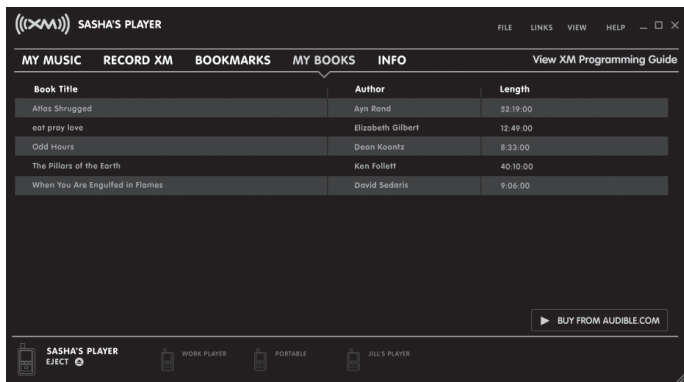 ((XM)) SASHA'S PLAYER FILE LINKS VIEW HELP
MY MUSIC RECORD XM BOOKMARKS MY BOOKS INFO View XM Programming Guide
Book Title Author Length
Atlas Shrugged Ayn Rand 52:19:00
eat pray love Elizabeth Gilbert 12:49:00
Odd Hours Dean Koontz 8:33:00
The Pillars of the Earth Ken Follett 40:10:00
When You Are Engulfed in Flames David Sedaris 9:06:00
BUY FROM AUDIBLE.COM
SASHA'S PLAYER WORK PLAYER PORTABLE JILL'S PLAYER
EJECT